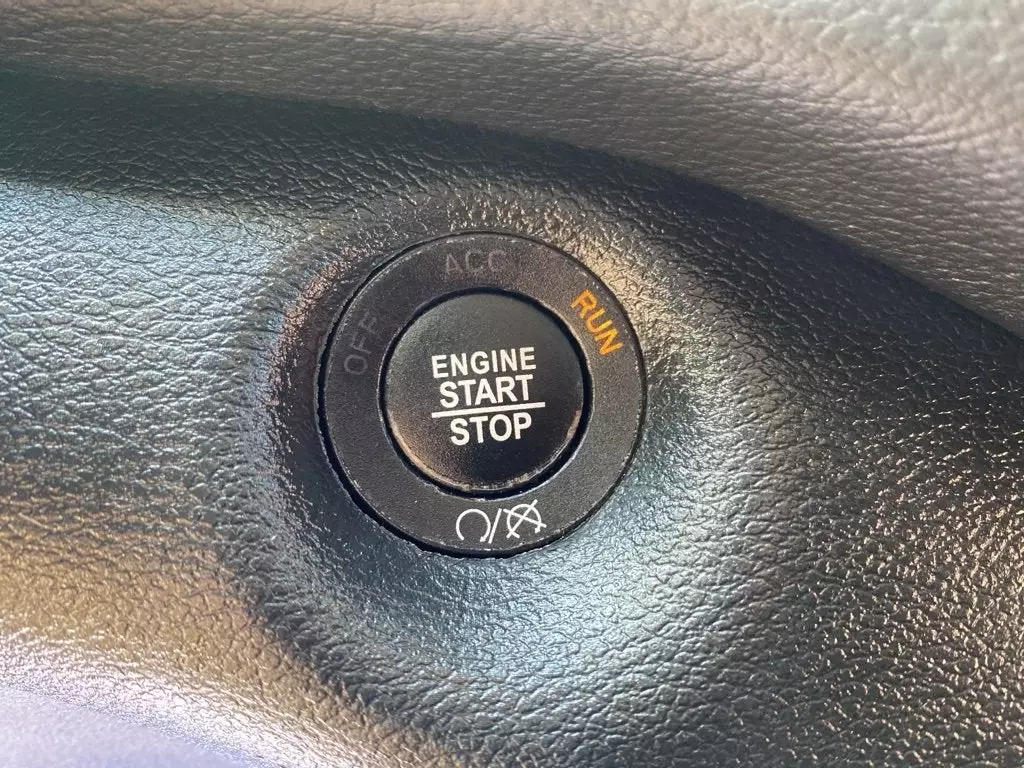 ACC
OFF
RUN
ENGINE
START
STOP